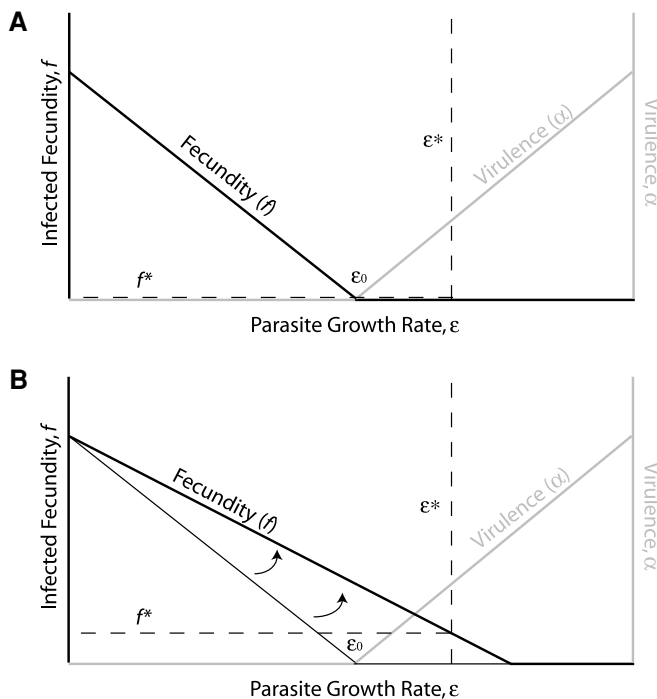 A
Infected Fecundity, f
Fecundity (f)
f*
ε0
ε*
Virulence (α)
Virulence, α
Parasite Growth Rate, ε
B
Infected Fecundity, f
Fecundity (f)
f*
ε0
ε*
Virulence (α)
Virulence, α
Parasite Growth Rate, ε